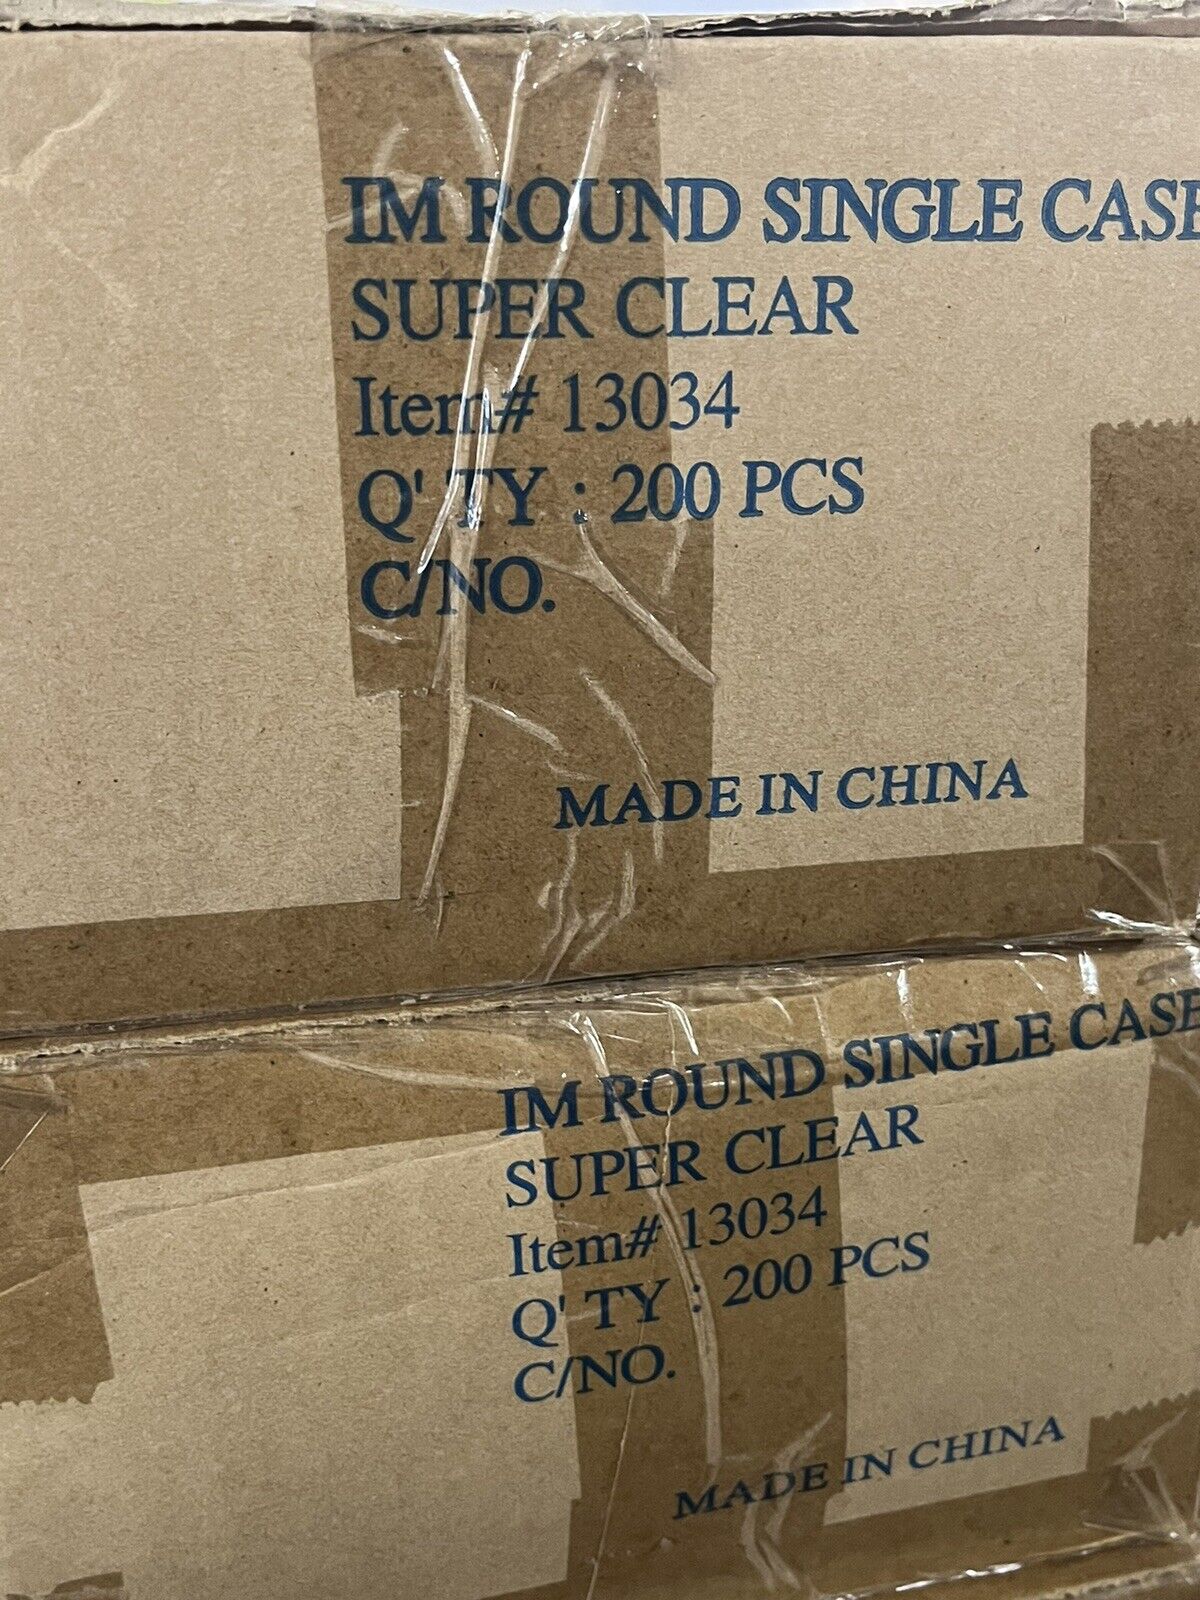 IM ROUND SINGLE CASE
SUPER CLEAR
Item# 13034
Q' TY : 200 PCS
C/NO.
MADE IN CHINA
IM ROUND SINGLE CASE
SUPER CLEAR
Item# 13034
Q' TY : 200 PCS
C/NO.
MADE IN CHINA